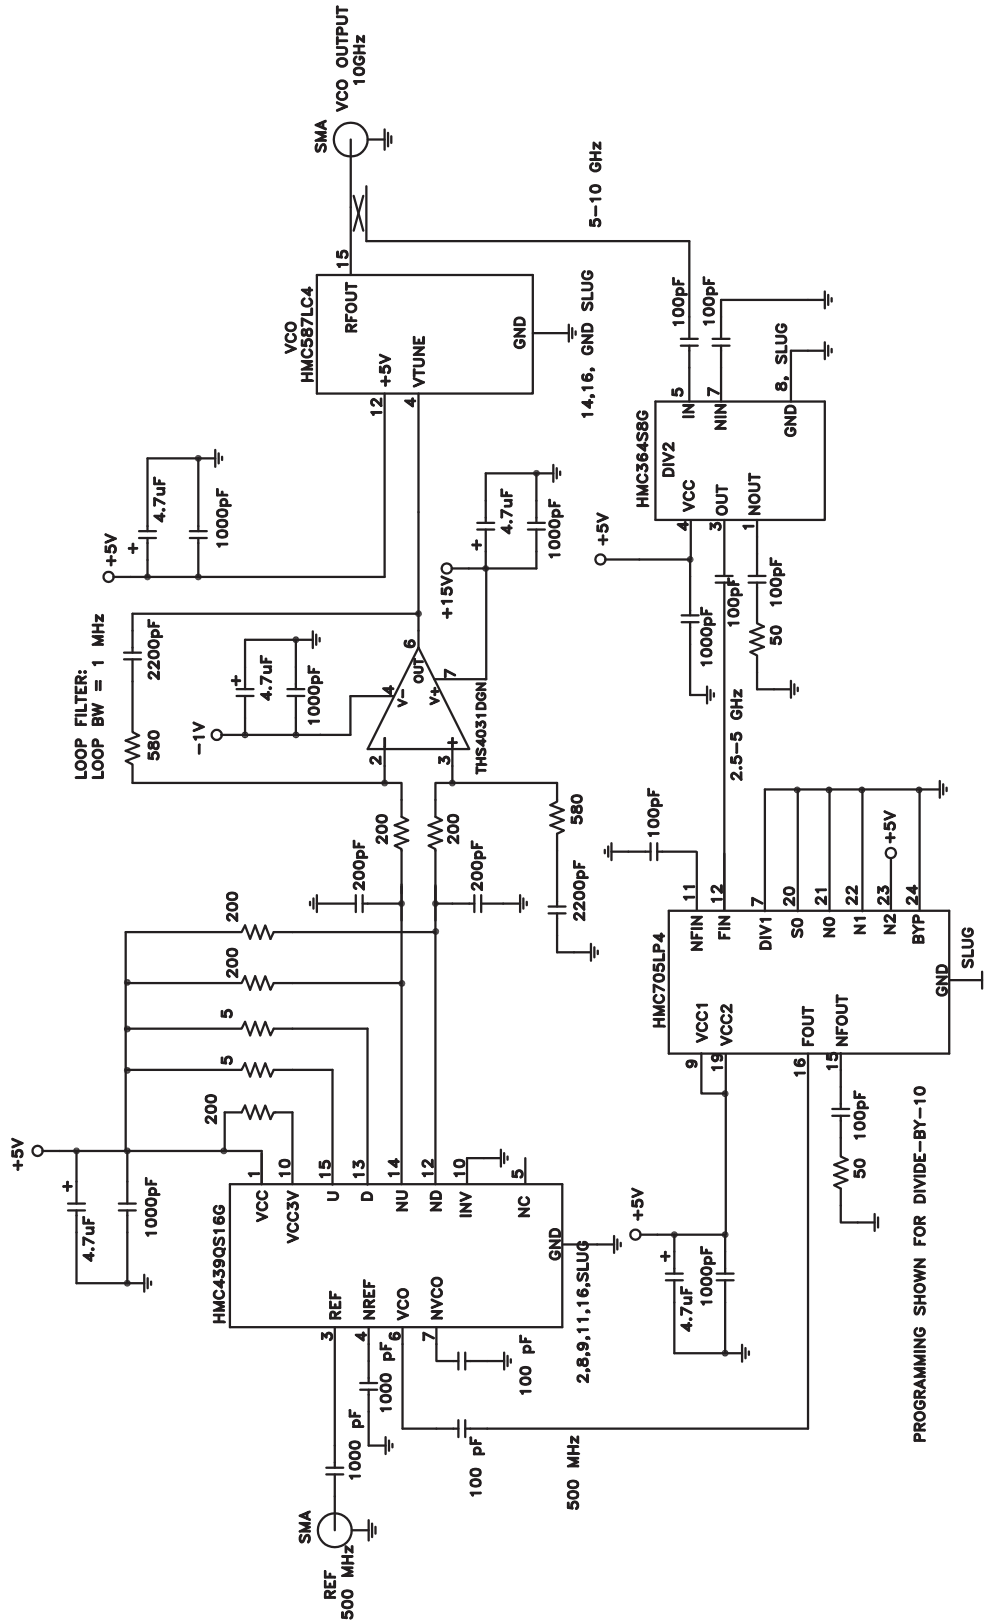 LOOP FILTER:
LOOP BW = 1 MHz
580
2200pF
+5V
+
4.7uF
1000pF
+5V
+
4.7uF
1000pF
200
5
5
200
200
-1V
+
4.7uF
1000pF
HMC439QS16G
VCC
1
VCC3V
10
U
15
D
13
NU
14
ND
12
INV
10
NC
5
GND
2,8,9,11,16,SLUG
REF
3
NREF
4
VCO
6
NVCO
7
REF
500 MHz
SMA
1000 pF
1000 pF
100 pF
100 pF
500 MHz
200pF
200
200
200pF
2200pF
580
2
3
4
V-
OUT
6
V+
7
THS4031DGN
+15V
+
4.7uF
1000pF
VCO
HMC587LC4
12
+5V
4
VTUNE
RFOUT
15
GND
14,16, GND SLUG
SMA
VCO OUTPUT
10GHz
5-10 GHz
HMC364S8G
DIV2
VCC
4
OUT
3
NOUT
1
IN
5
NIN
7
GND
8, SLUG
100pF
100pF
+5V
1000pF
100pF
100pF
50
2.5-5 GHz
HMC705LP4
VCC1
9
VCC2
19
FOUT
16
NFOUT
15
NFIN
11
FIN
12
DIV1
7
S0
20
N0
21
N1
22
N2
23
BYP
24
GND
SLUG
100pF
+5V
+5V
+
4.7uF
1000pF
100pF
50
PROGRAMMING SHOWN FOR DIVIDE-BY-10